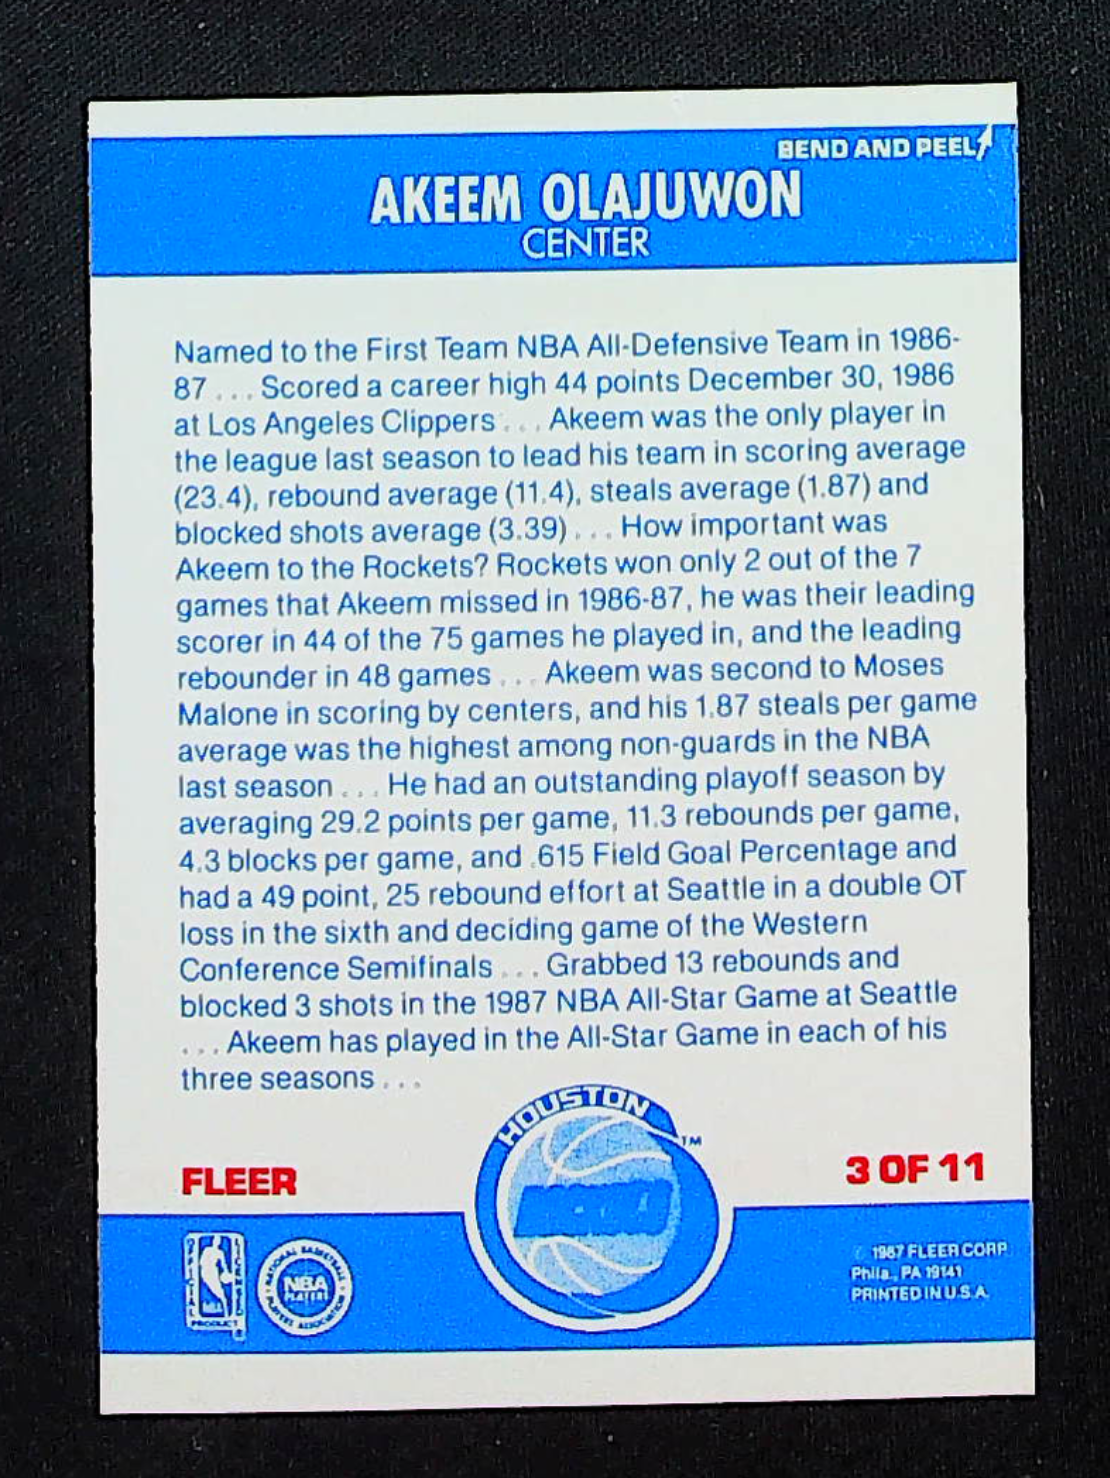 BEND AND PEEL
AKEEM OLAJUWON
CENTER
Named to the First Team NBA All-Defensive Team in 1986-
87 ... Scored a career high 44 points December 30, 1986
at Los Angeles Clippers ... Akeem was the only player in
the league last season to lead his team in scoring average
(23.4), rebound average (11.4), steals average (1.87) and
blocked shots average (3.39) ... How important was
Akeem to the Rockets? Rockets won only 2 out of the 7
games that Akeem missed in 1986-87, he was their leading
scorer in 44 of the 75 games he played in, and the leading
rebounder in 48 games ... Akeem was second to Moses
Malone in scoring by centers, and his 1.87 steals per game
average was the highest among non-guards in the NBA
last season ... He had an outstanding playoff season by
averaging 29.2 points per game, 11.3 rebounds per game,
4.3 blocks per game, and .615 Field Goal Percentage and
had a 49 point, 25 rebound effort at Seattle in a double OT
loss in the sixth and deciding game of the Western
Conference Semifinals ... Grabbed 13 rebounds and
blocked 3 shots in the 1987 NBA All-Star Game at Seattle
... Akeem has played in the All-Star Game in each of his
three seasons ...
HOUSTON
TM
FLEER
3 OF 11
OFFICIAL LICENSED
NBA
PRODUCT
NATIONAL BASKETBALL
NBA
PLAYERS
PLAYERS ASSOCIATION
© 1987 FLEER CORP
Phila., PA 19141
PRINTED IN U.S.A.